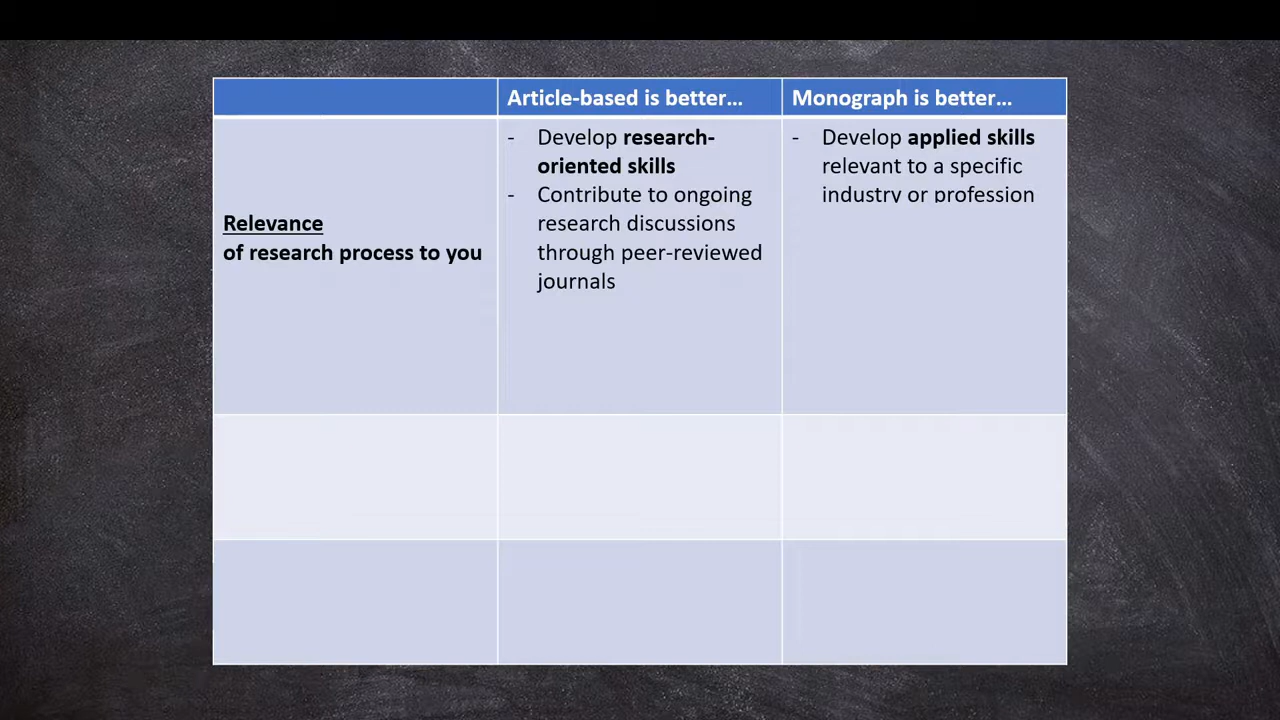 Article-based is better…
Monograph is better…
Relevance
of research process to you
- Develop research-
oriented skills
- Contribute to ongoing
research discussions
through peer-reviewed
journals
- Develop applied skills
relevant to a specific
industry or profession